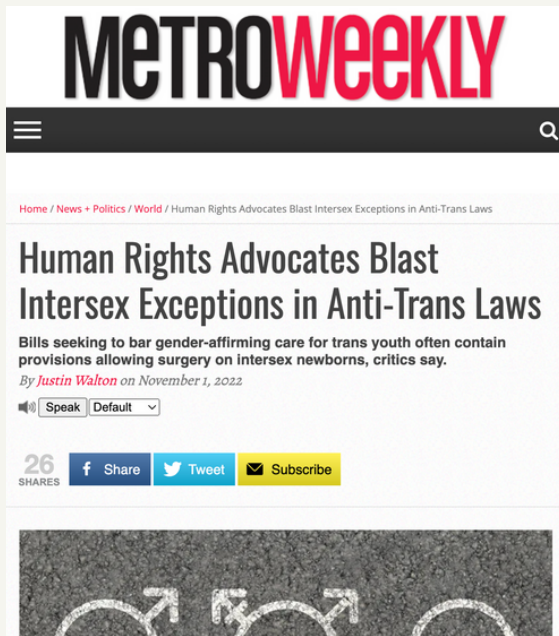 METROWEEKLY
Home / News + Politics / World / Human Rights Advocates Blast Intersex Exceptions in Anti-Trans Laws
Human Rights Advocates Blast
Intersex Exceptions in Anti-Trans Laws
Bills seeking to bar gender-affirming care for trans youth often contain
provisions allowing surgery on intersex newborns, critics say.
By Justin Walton on November 1, 2022
Speak Default
26
SHARES
f Share Tweet Subscribe